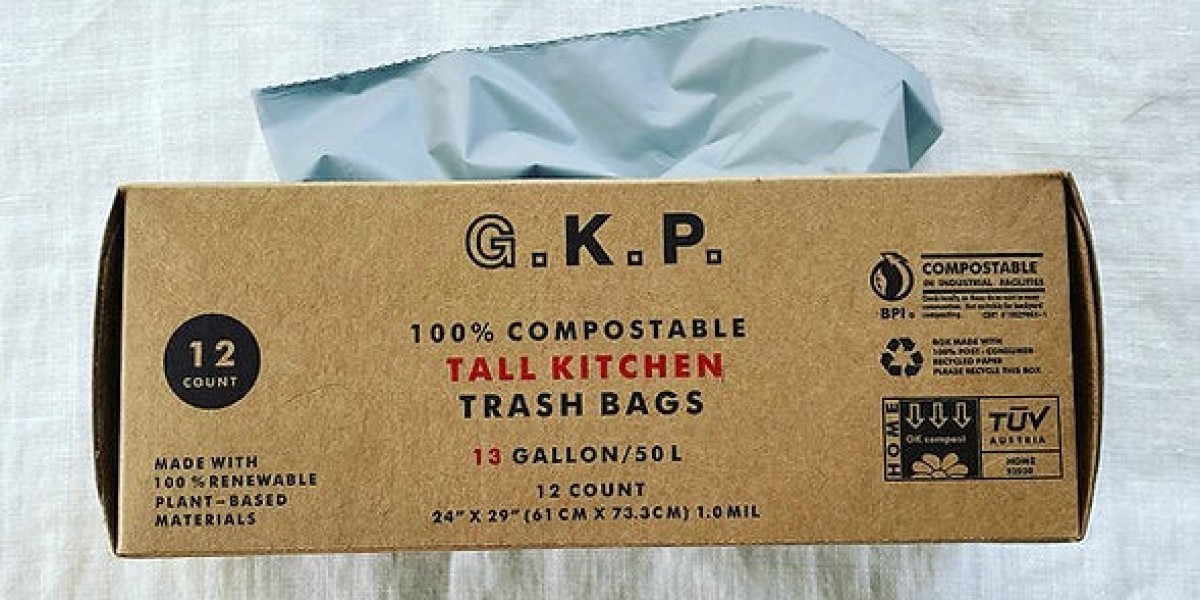 G.K.P.
12
COUNT
100% COMPOSTABLE
TALL KITCHEN
TRASH BAGS
13 GALLON/50 L
12 COUNT
24" X 29" (61 CM X 73.3CM) 1.0 MIL
MADE WITH
100% RENEWABLE
PLANT-BASED
MATERIALS
BPI
COMPOSTABLE
IN INDUSTRIAL FACILITIES
BOX MADE WITH
100% POST-CONSUMER
RECYCLED PAPER
PLEASE RECYCLE THIS BOX
HOME
OK compost
TÜV
AUSTRIA
HOME